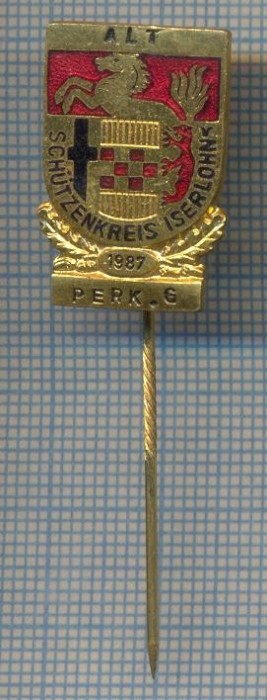 ALT
SCHÜTZENKREIS ISERLOHN
1987
PERK.G